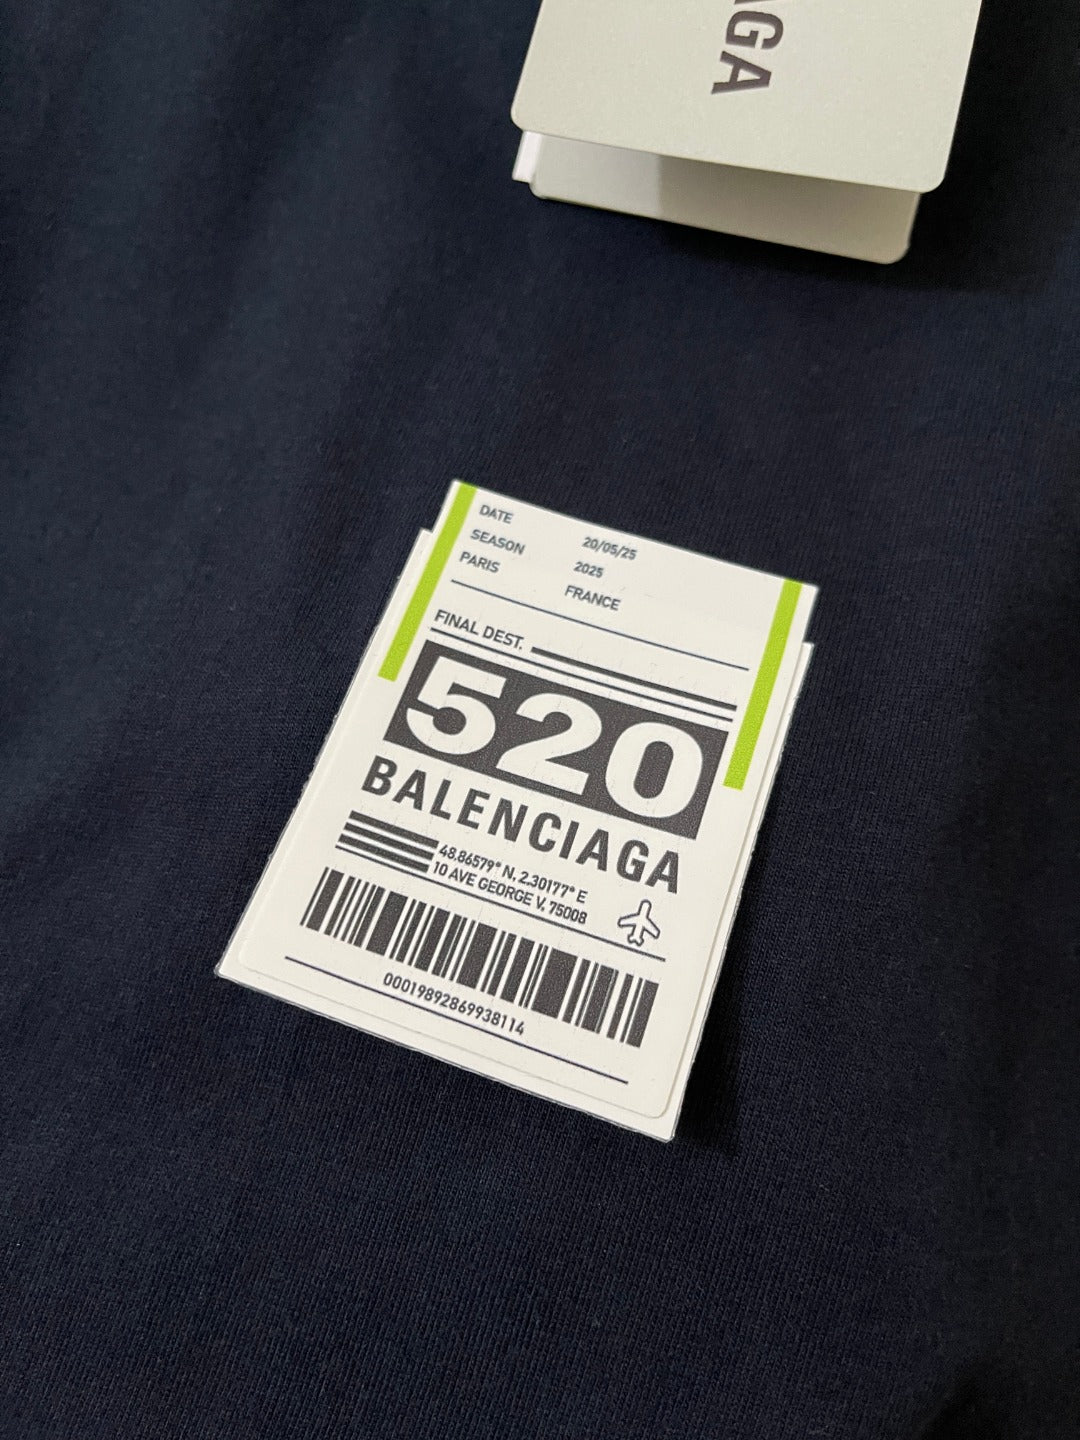 AGA
DATE 20/05/25
SEASON 2025
PARIS FRANCE
FINAL DEST.
520
BALENCIAGA
48.86579° N, 2.30177° E
10 AVE GEORGE V, 75008
00019892869938114